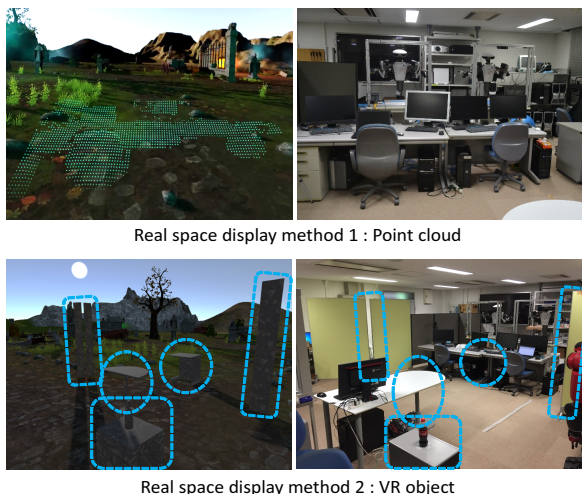 Real space display method 1 : Point cloud
Real space display method 2 : VR object